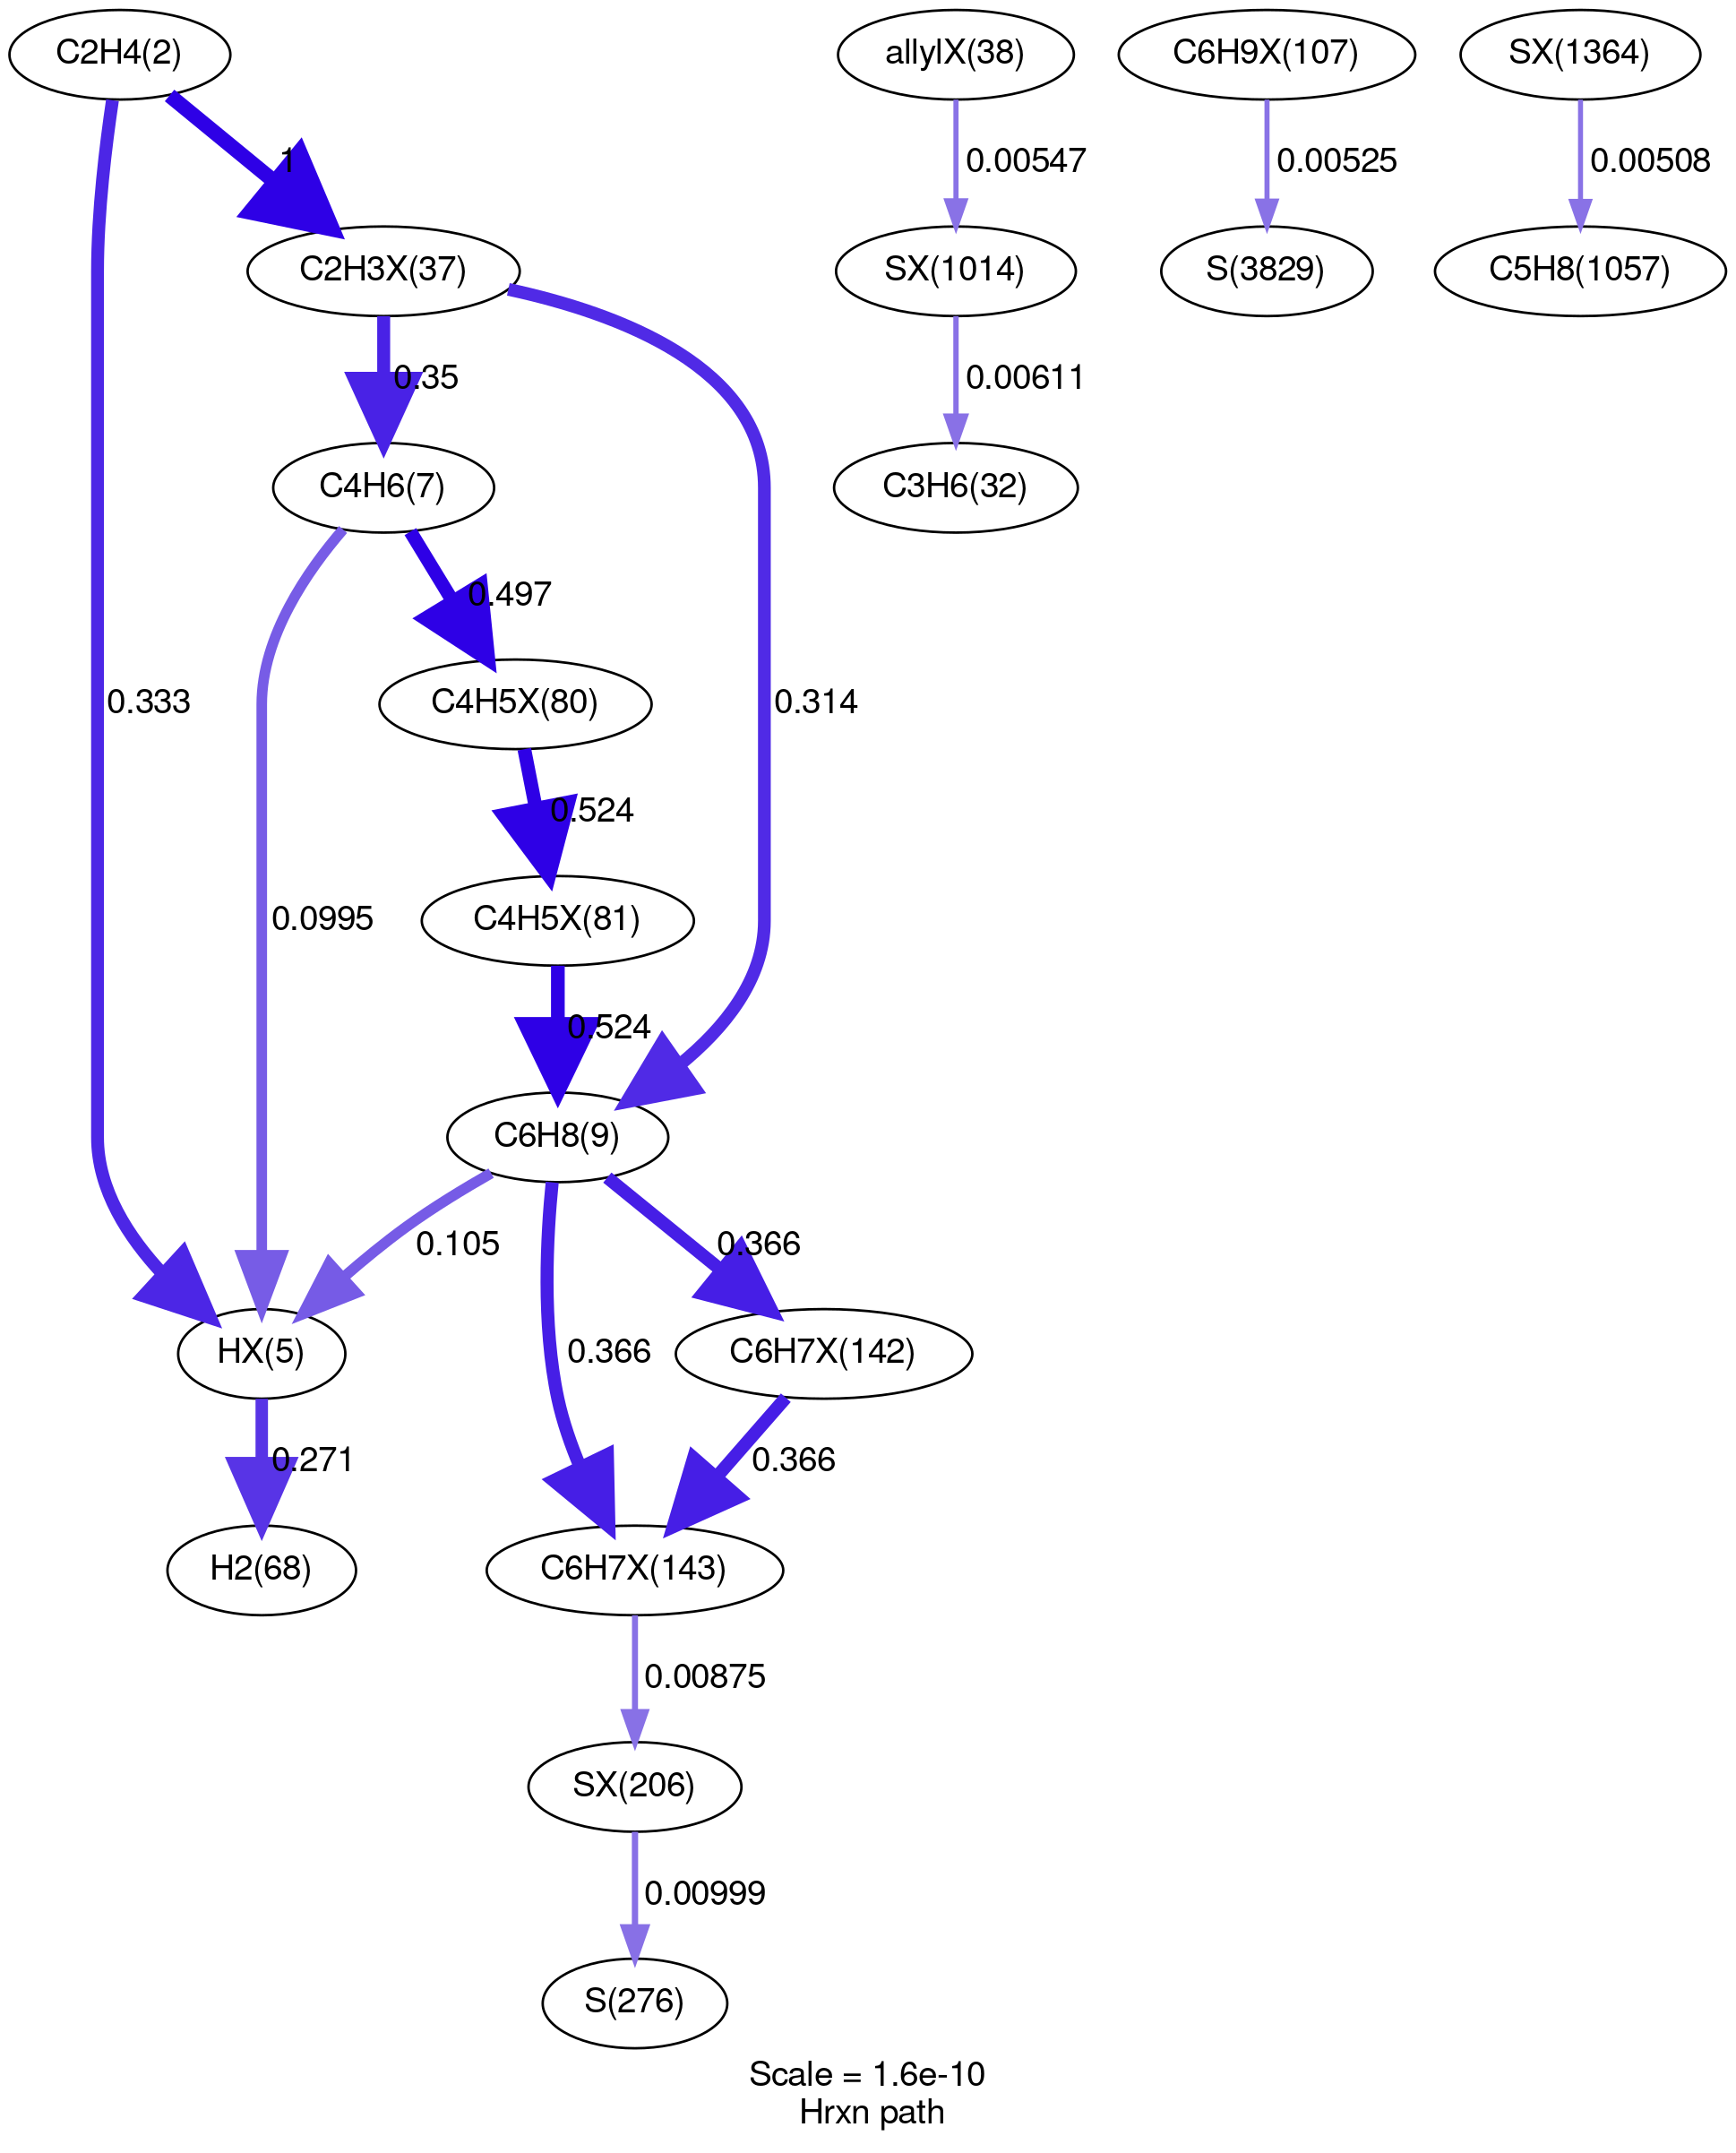 C2H4(2)
allylX(38)
C6H9X(107)
SX(1364)
1
0.00547
0.00525
0.00508
C2H3X(37)
SX(1014)
S(3829)
C5H8(1057)
0.35
0.00611
C4H6(7)
C3H6(32)
0.497
0.333
C4H5X(80)
0.314
0.524
0.0995
C4H5X(81)
0.524
C6H8(9)
0.105
0.366
HX(5)
0.366
C6H7X(142)
0.271
0.366
H2(68)
C6H7X(143)
0.00875
SX(206)
0.00999
S(276)
Scale = 1.6e-10
Hrxn path